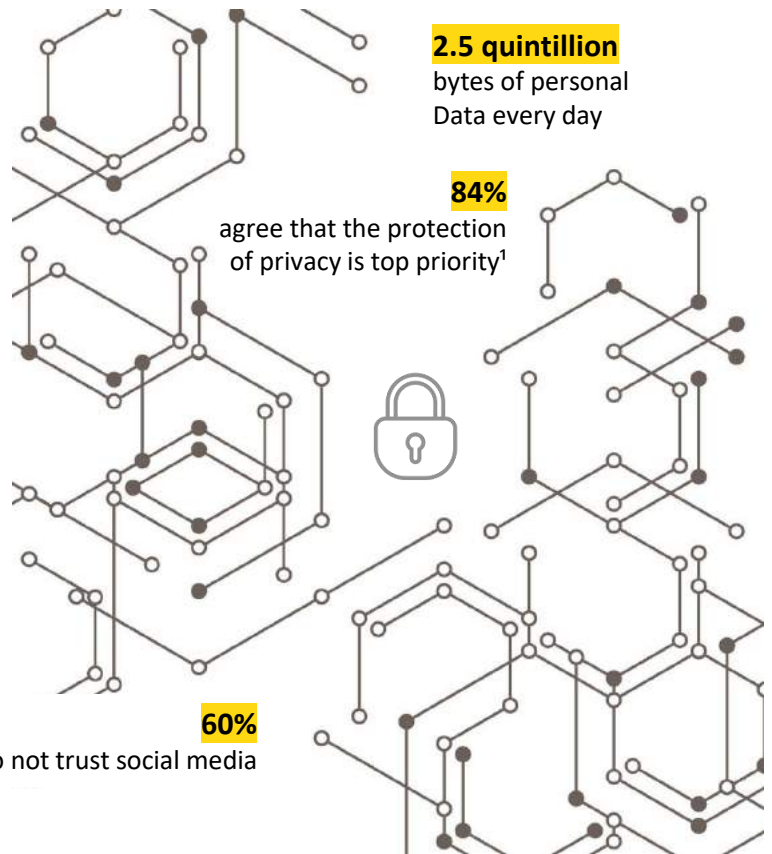 2.5 quintillion
bytes of personal
Data every day
84%
agree that the protection
of privacy is top priority¹
60%
not trust social media